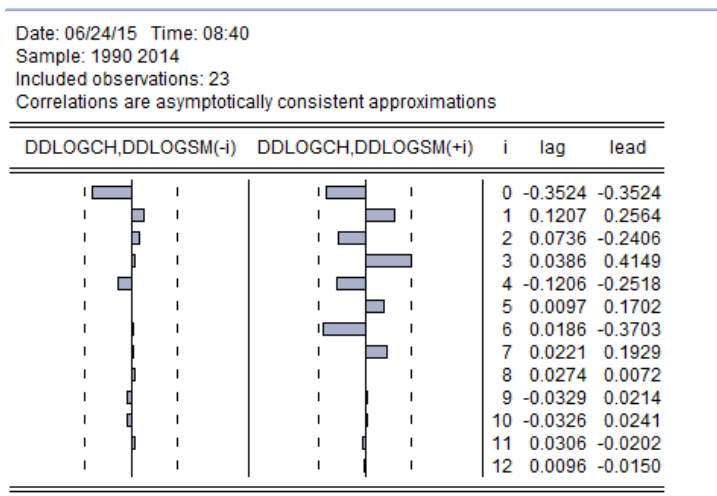 Date: 06/24/15 Time: 08:40
Sample: 1990 2014
Included observations: 23
Correlations are asymptotically consistent approximations
DDLOGCH,DDLOGSM(-i) DDLOGCH,DDLOGSM(+i) i lag lead
0 -0.3524 -0.3524
1 0.1207 0.2564
2 0.0736 -0.2406
3 0.0386 0.4149
4 -0.1206 -0.2518
5 0.0097 0.1702
6 0.0186 -0.3703
7 0.0221 0.1929
8 0.0274 0.0072
9 -0.0329 0.0214
10 -0.0326 0.0241
11 0.0306 -0.0202
12 0.0096 -0.0150